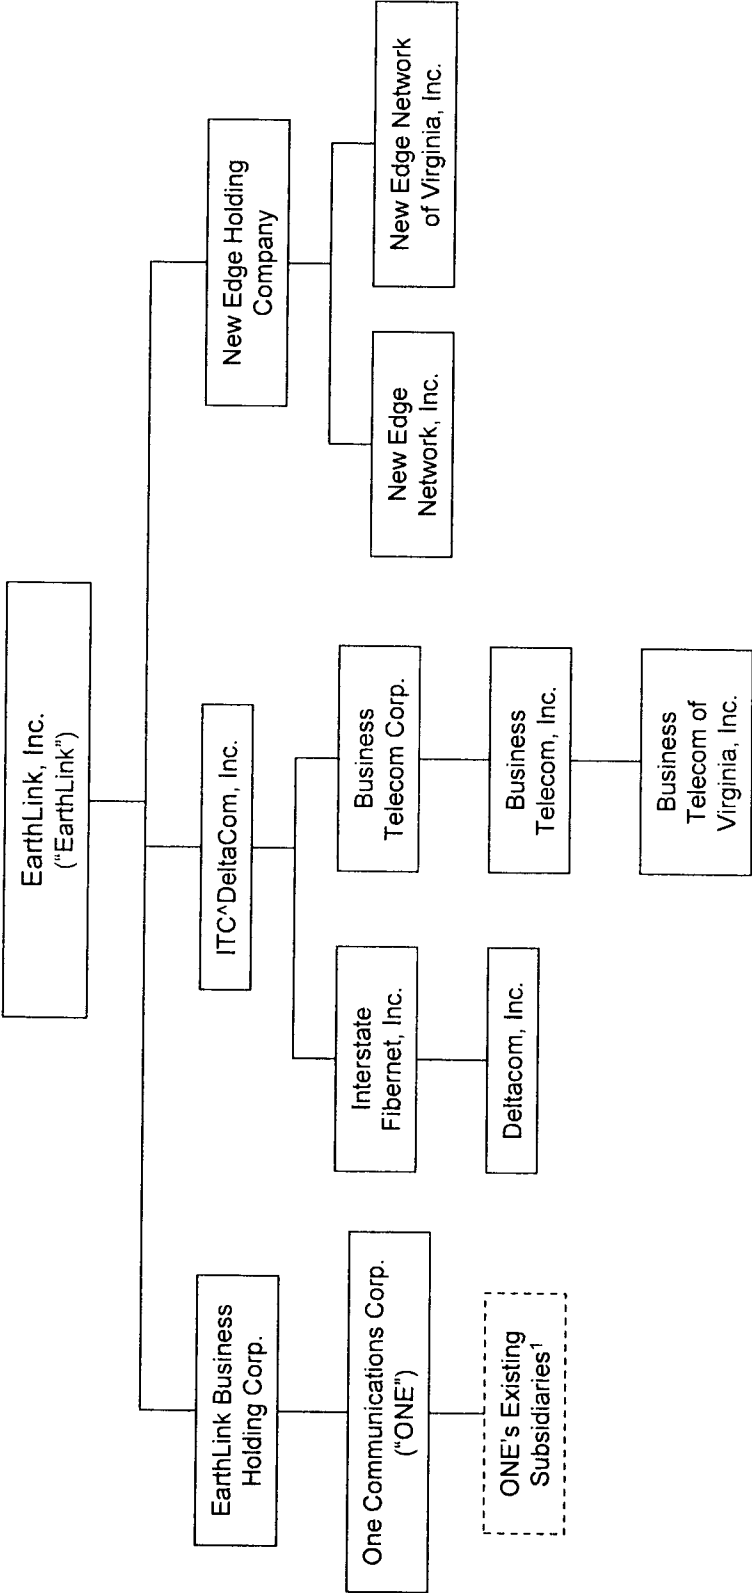 EarthLink, Inc.
("EarthLink")
EarthLink Business
Holding Corp.
ITC^DeltaCom, Inc.
New Edge Holding
Company
One Communications Corp.
("ONE")
Interstate
Fibernet, Inc.
Business
Telecom Corp.
New Edge
Network, Inc.
New Edge Network
of Virginia, Inc.
ONE's Existing
Subsidiaries¹
Deltacom, Inc.
Business
Telecom, Inc.
Business
Telecom of
Virginia, Inc.